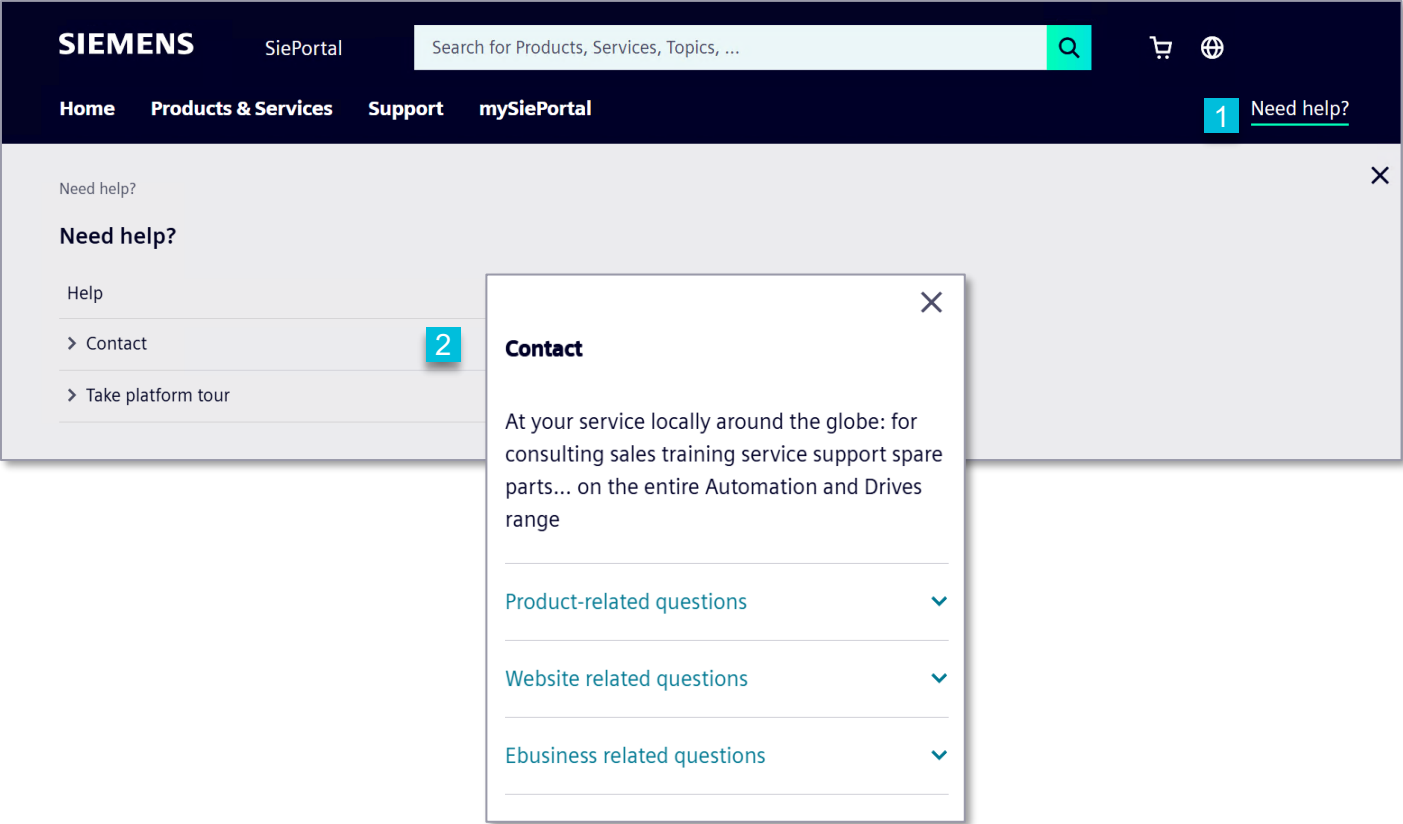 SIEMENS
SiePortal
Search for Products, Services, Topics, ...
Home
Products & Services
Support
mySiePortal
1
Need help?
Need help?
Need help?
Help
Contact
2
Take platform tour
Contact
At your service locally around the globe: for
consulting sales training service support spare
parts... on the entire Automation and Drives
range
Product-related questions
Website related questions
Ebusiness related questions